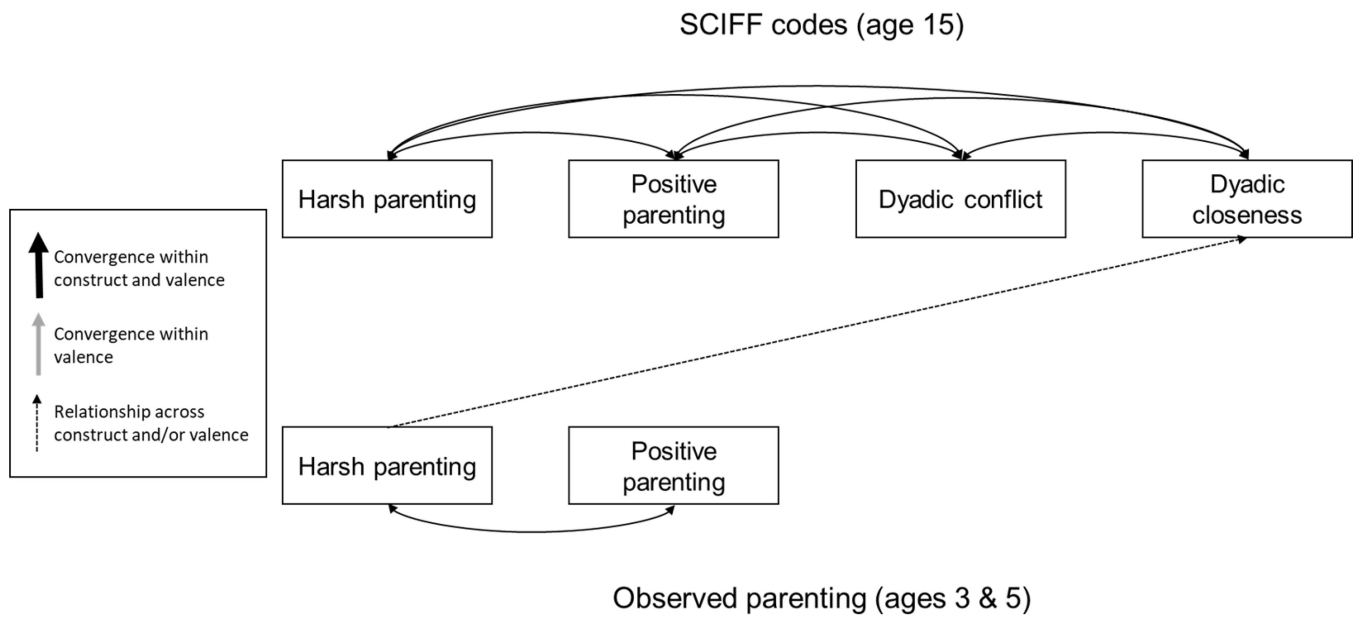 SCIFF codes (age 15)
Harsh parenting
Positive
parenting
Dyadic conflict
Dyadic
closeness
Convergence within
construct and valence
Convergence within
valence
Relationship across
construct and/or valence
Harsh parenting
Positive
parenting
Observed parenting (ages 3 & 5)